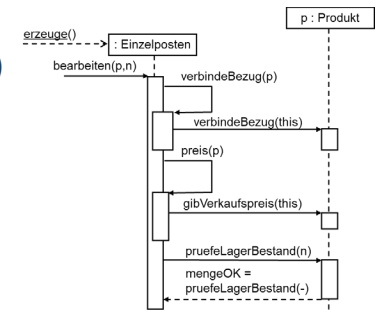 p : Produkt
erzeuge()
: Einzelposten
bearbeiten(p,n)
verbindeBezug(p)
verbindeBezug(this)
preis(p)
gibVerkaufspreis(this)
pruefeLagerBestand(n)
mengeOK =
pruefeLagerBestand(-)